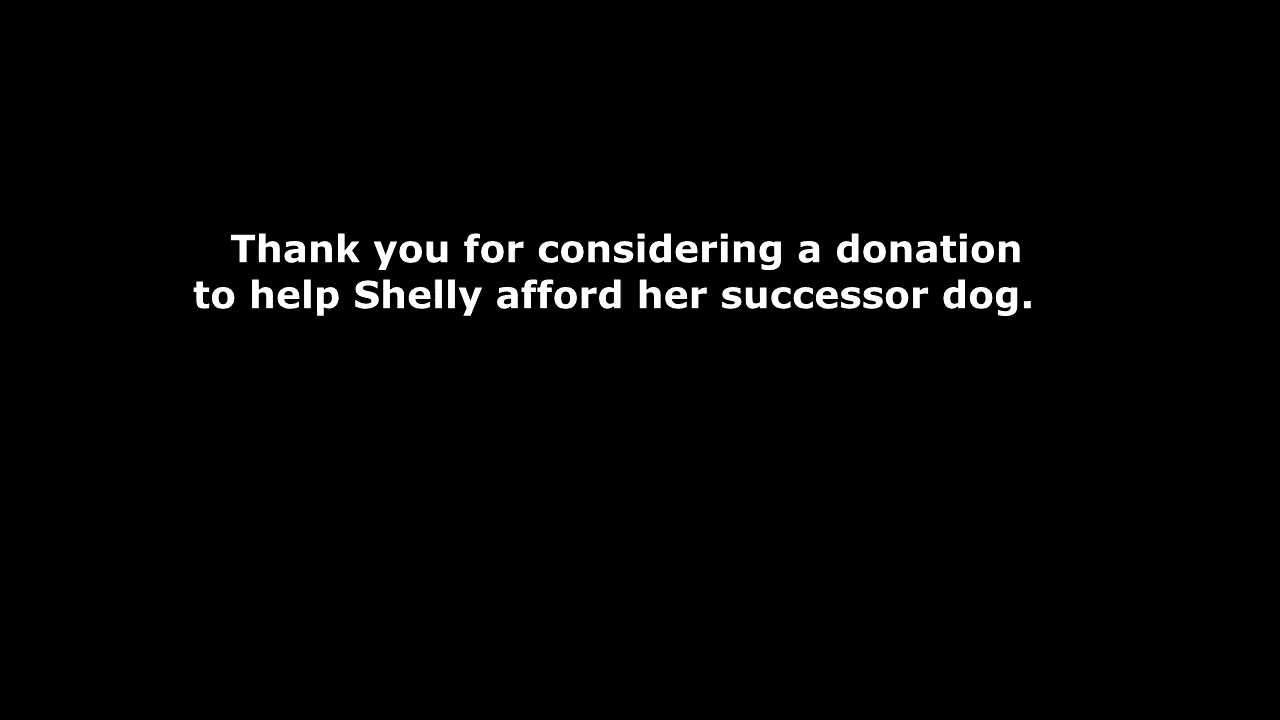 Thank you for considering a donation
to help Shelly afford her successor dog.